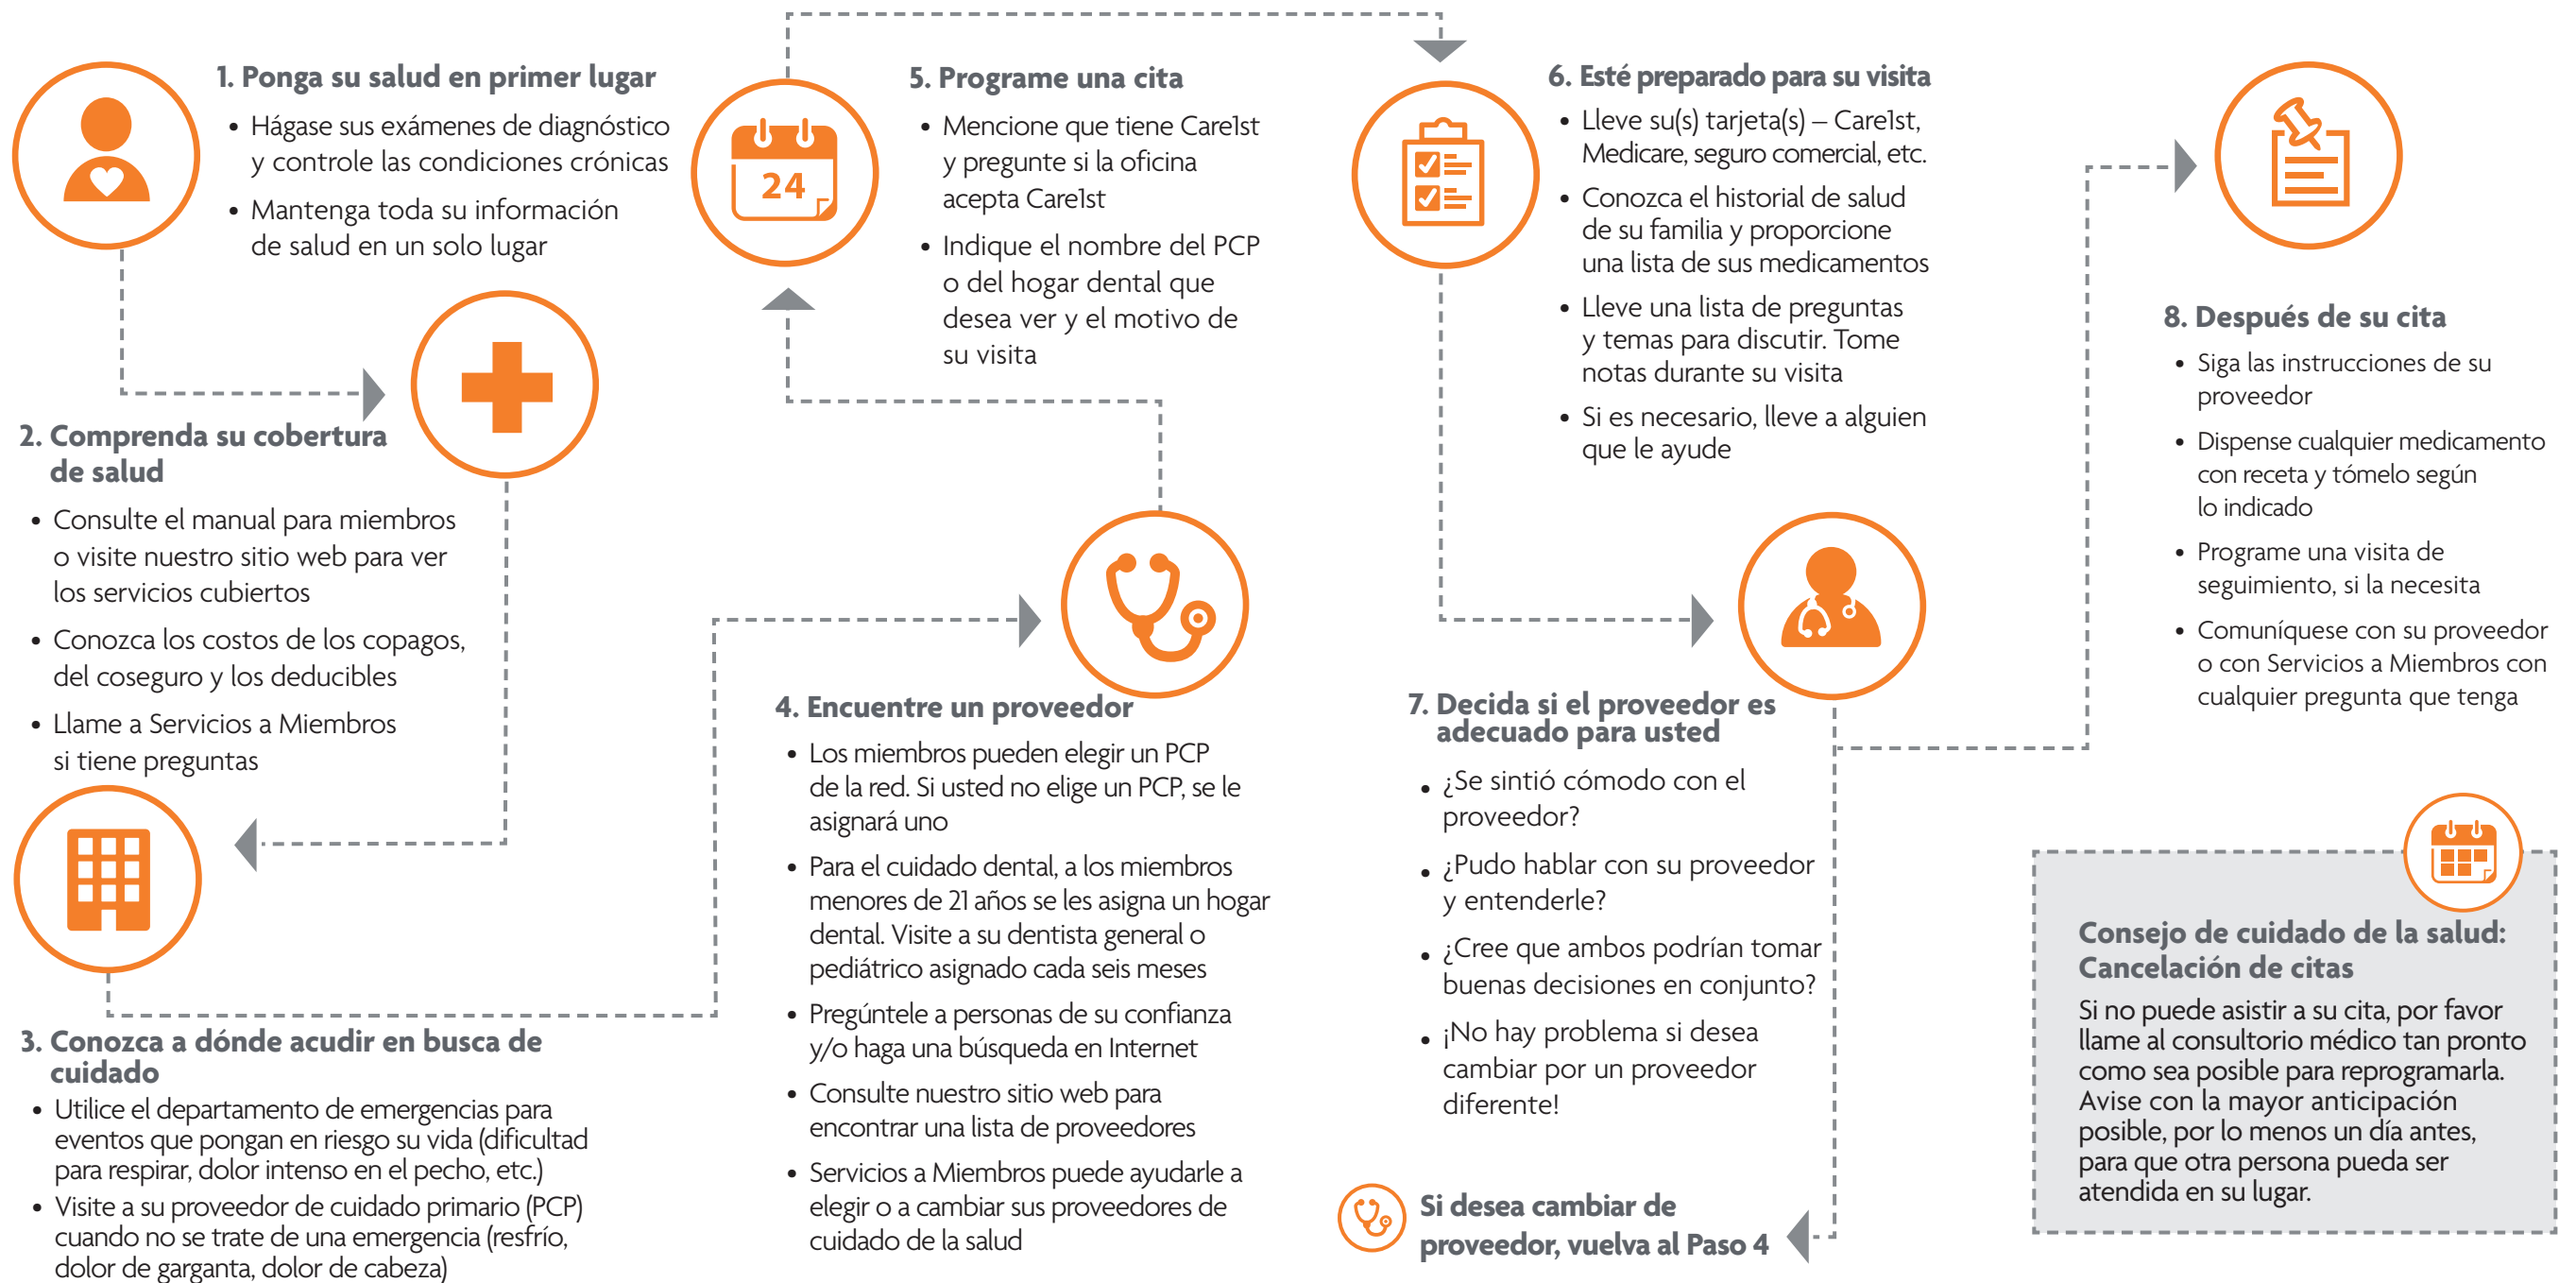 1. Ponga su salud en primer lugar
• Hágase sus exámenes de diagnóstico
y controle las condiciones crónicas
• Mantenga toda su información
de salud en un solo lugar
2. Comprenda su cobertura
de salud
• Consulte el manual para miembros
o visite nuestro sitio web para ver
los servicios cubiertos
• Conozca los costos de los copagos,
del coseguro y los deducibles
• Llame a Servicios a Miembros
si tiene preguntas
3. Conozca a dónde acudir en busca de
cuidado
• Utilice el departamento de emergencias para
eventos que pongan en riesgo su vida (dificultad
para respirar, dolor intenso en el pecho, etc.)
• Visite a su proveedor de cuidado primario (PCP)
cuando no se trate de una emergencia (resfrío,
dolor de garganta, dolor de cabeza)
4. Encuentre un proveedor
• Los miembros pueden elegir un PCP
de la red. Si usted no elige un PCP, se le
asignará uno
• Para el cuidado dental, a los miembros
menores de 21 años se les asigna un hogar
dental. Visite a su dentista general o
pediátrico asignado cada seis meses
• Pregúntele a personas de su confianza
y/o haga una búsqueda en Internet
• Consulte nuestro sitio web para
encontrar una lista de proveedores
• Servicios a Miembros puede ayudarle a
elegir o a cambiar sus proveedores de
cuidado de la salud
24
5. Programe una cita
• Mencione que tiene Care1st
y pregunte si la oficina
acepta Care1st
• Indique el nombre del PCP
o del hogar dental que
desea ver y el motivo de
su visita
6. Esté preparado para su visita
• Lleve su(s) tarjeta(s) – Care1st,
Medicare, seguro comercial, etc.
• Conozca el historial de salud
de su familia y proporcione
una lista de sus medicamentos
• Lleve una lista de preguntas
y temas para discutir. Tome
notas durante su visita
• Si es necesario, lleve a alguien
que le ayude
7. Decida si el proveedor es
adecuado para usted
• ¿Se sintió cómodo con el
proveedor?
• ¿Pudo hablar con su proveedor
y entenderle?
• ¿Cree que ambos podrían tomar
buenas decisiones en conjunto?
• ¡No hay problema si desea
cambiar por un proveedor
diferente!
Si desea cambiar de
proveedor, vuelva al Paso 4
8. Después de su cita
• Siga las instrucciones de su
proveedor
• Dispense cualquier medicamento
con receta y tómelo según
lo indicado
• Programe una visita de
seguimiento, si la necesita
• Comuníquese con su proveedor
o con Servicios a Miembros con
cualquier pregunta que tenga
Consejo de cuidado de la salud:
Cancelación de citas
Si no puede asistir a su cita, por favor
llame al consultorio médico tan pronto
como sea posible para reprogramarla.
Avise con la mayor anticipación
posible, por lo menos un día antes,
para que otra persona pueda ser
atendida en su lugar.